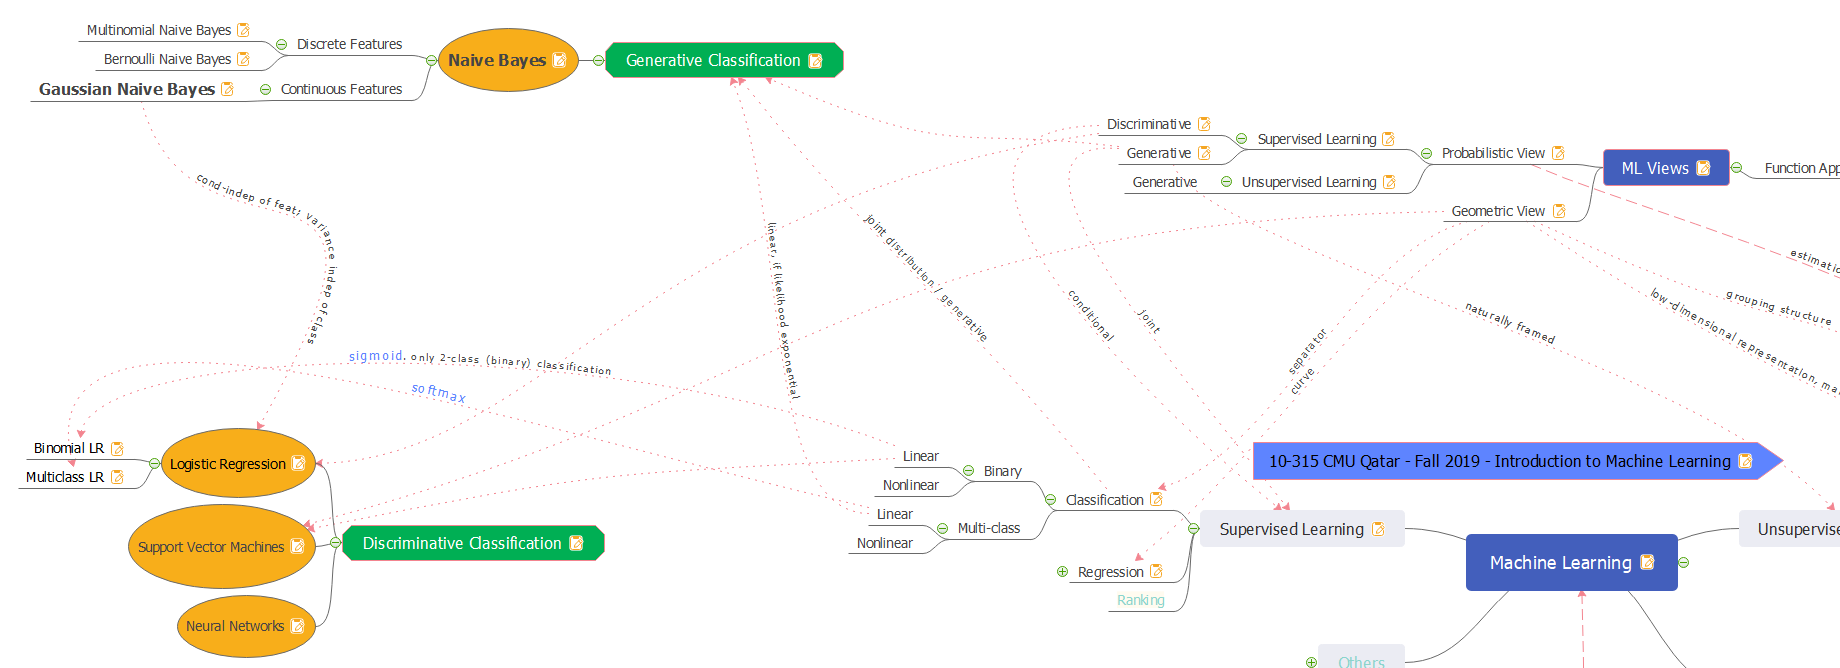 Multinomial Naive Bayes
Bernoulli Naive Bayes
Gaussian Naive Bayes
Discrete Features
Continuous Features
Naive Bayes
Generative Classification
Discriminative
Generative
Supervised Learning
Generative
Unsupervised Learning
Probabilistic View
Geometric View
ML Views
Function App
cond-indep of feat; variance indep of class
linear, if likelihood exponential
joint distribution / generative
conditional
joint
separator
curve
naturally framed
estimatio
grouping structure
low-dimensional representation, ma
sigmoid. only 2-class (binary) classification
softmax
Binomial LR
Multiclass LR
Logistic Regression
Support Vector Machines
Neural Networks
Discriminative Classification
Linear
Nonlinear
Binary
Linear
Nonlinear
Multi-class
Classification
Regression
Ranking
10-315 CMU Qatar - Fall 2019 - Introduction to Machine Learning
Supervised Learning
Machine Learning
Unsupervise
Others